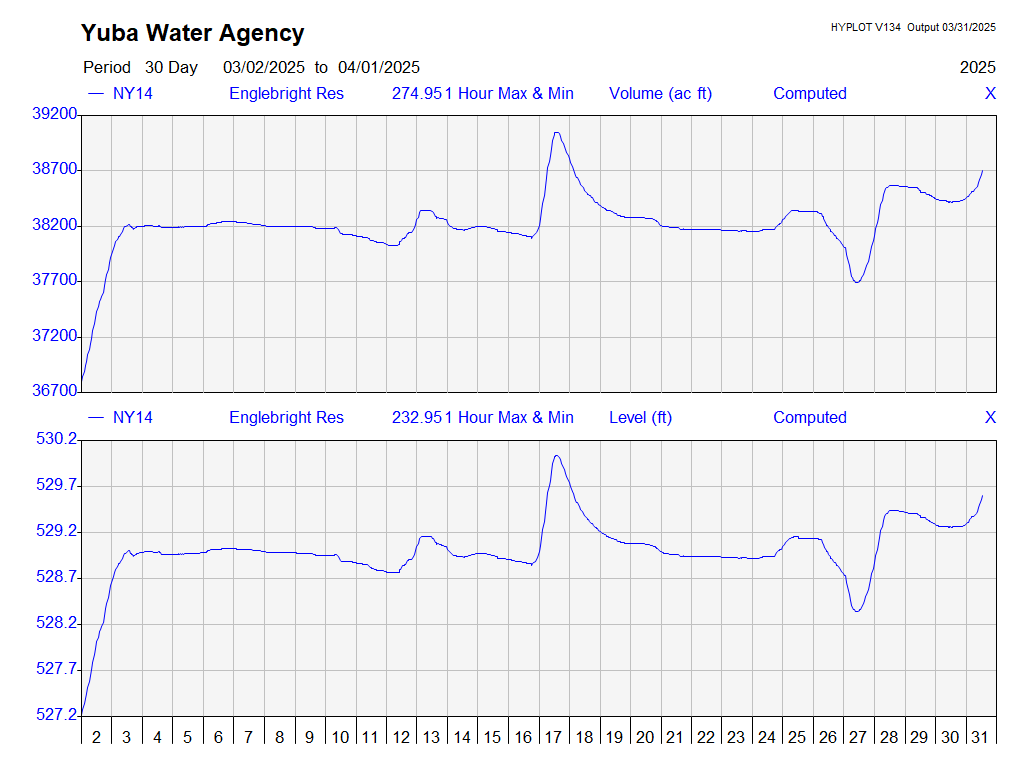 Yuba Water Agency
HYPLOT V134 Output 03/31/2025
Period 30 Day 03/02/2025 to 04/01/2025 2025
NY14 Englebright Res 274.951 Hour Max & Min Volume (ac ft) Computed X
39200
38700
38200
37700
37200
36700
NY14 Englebright Res 232.951 Hour Max & Min Level (ft) Computed X
530.2
529.7
529.2
528.7
528.2
527.7
527.2
2 3 4 5 6 7 8 9 10 11 12 13 14 15 16 17 18 19 20 21 22 23 24 25 26 27 28 29 30 31